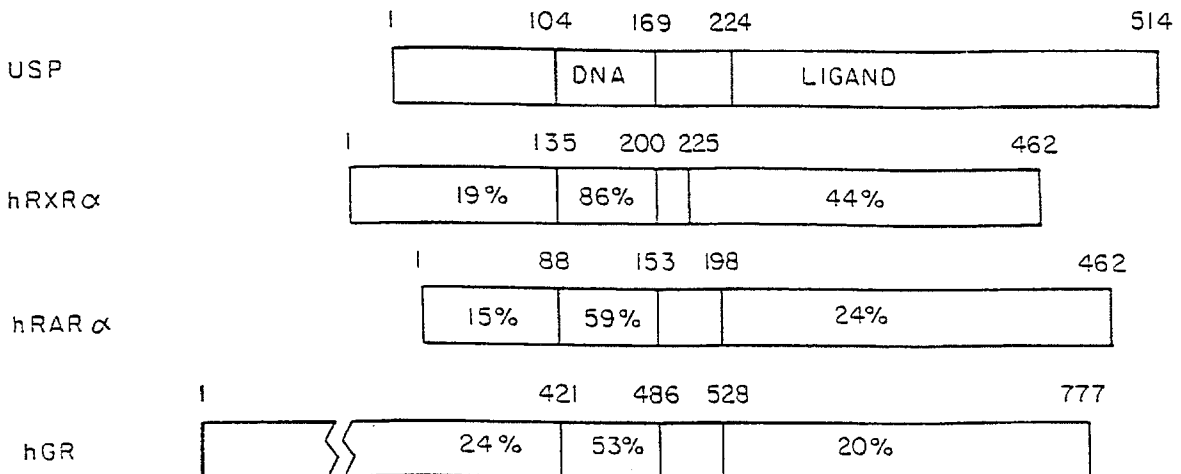 1 104 169 224 514
USP DNA LIGAND
1 135 200 225 462
hRXRα 19% 86% 44%
1 88 153 198 462
hRAR α 15% 59% 24%
1 421 486 528 777
hGR 24% 53% 20%